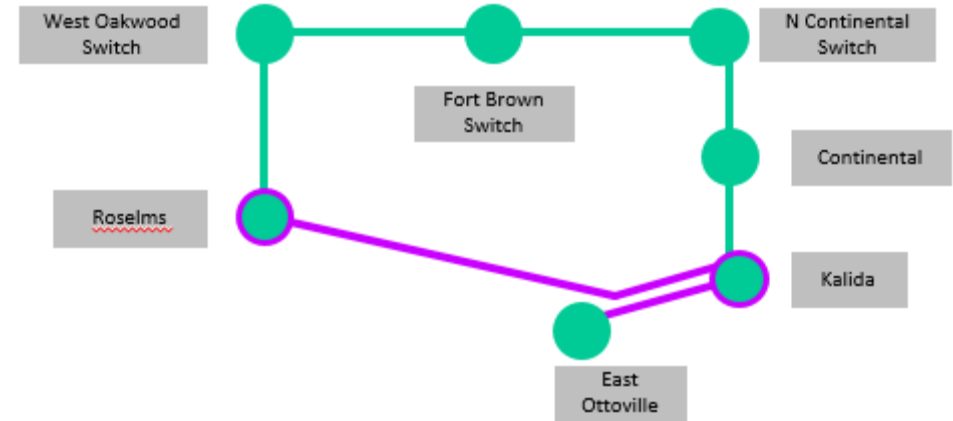 West Oakwood
Switch
N Continental
Switch
Fort Brown
Switch
Continental
Roselms
Kalida
East
Ottoville